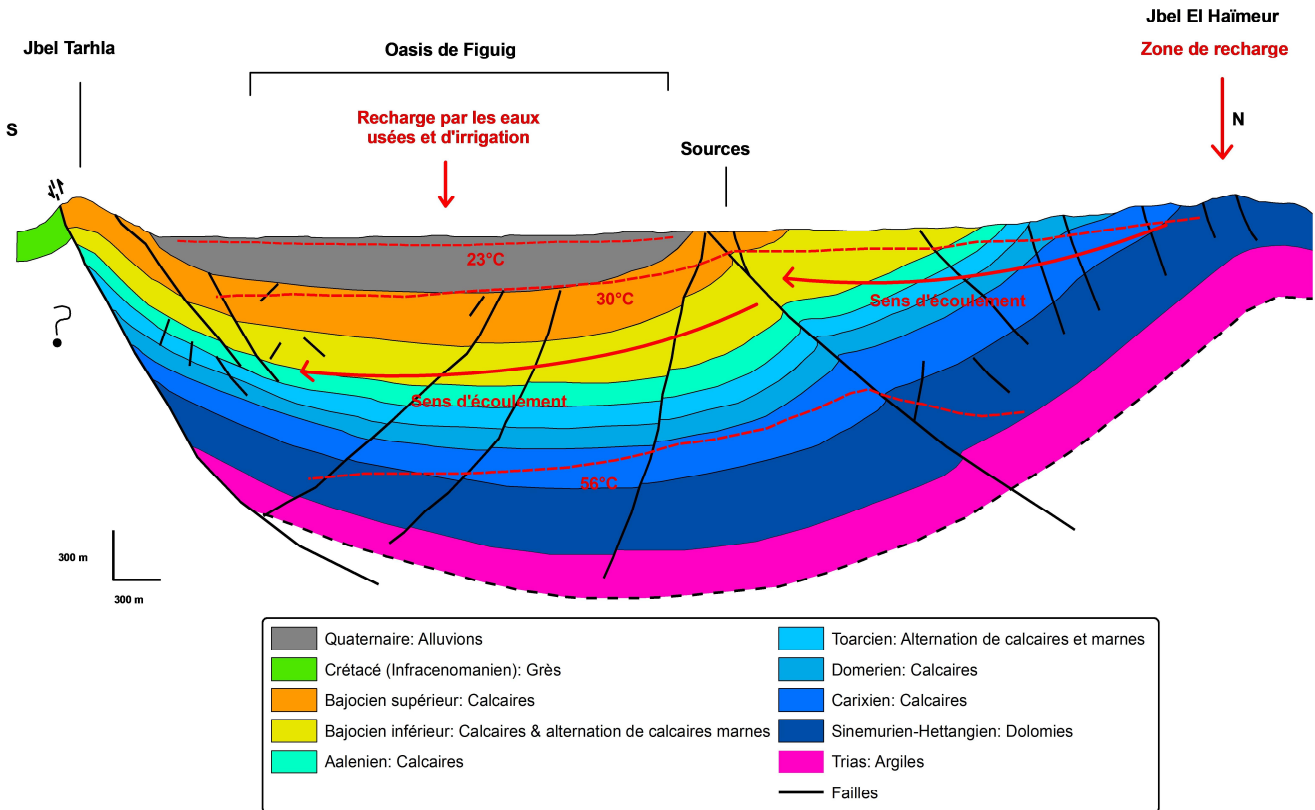 Jbel El Haïmeur
Jbel Tarhla
Oasis de Figuig
Zone de recharge
Recharge par les eaux
usées et d'irrigation
S
N
Sources
23°C
30°C
Sens d'écoulement
?
Sens d'écoulement
56°C
300 m
300 m
Quaternaire: Alluvions
Crétacé (Infracenomanien): Grès
Bajocien supérieur: Calcaires
Bajocien inférieur: Calcaires & alternation de calcaires marnes
Aalenien: Calcaires
Toarcien: Alternation de calcaires et marnes
Domerien: Calcaires
Carixien: Calcaires
Sinemurien-Hettangien: Dolomies
Trias: Argiles
Failles